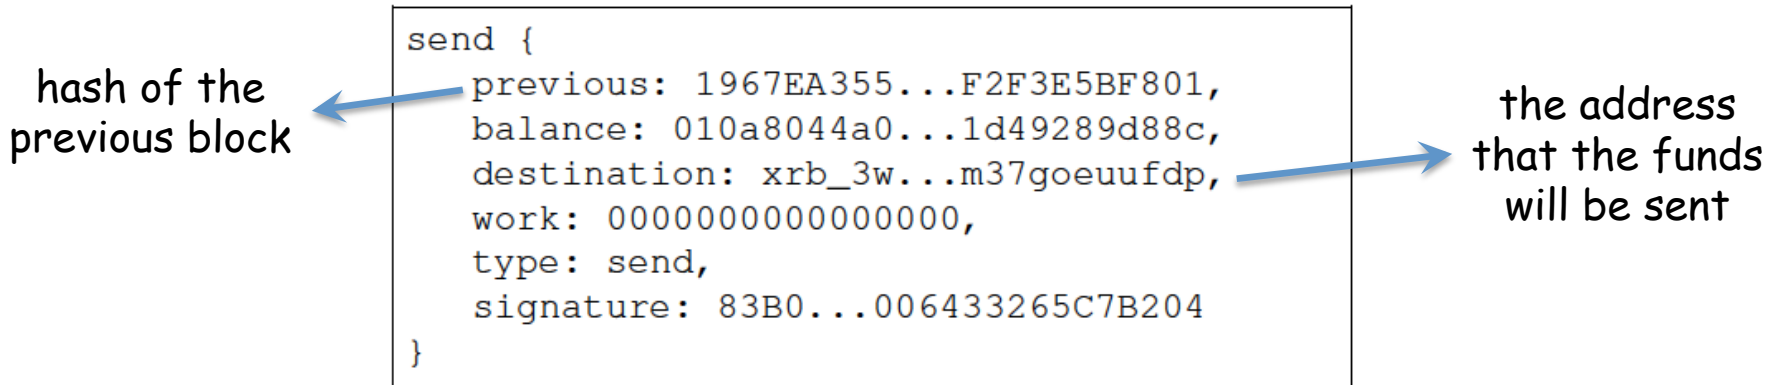 hash of the
previous block
send {
previous: 1967EA355...F2F3E5BF801,
balance: 010a8044a0...1d49289d88c,
destination: xrb_3w...m37goeuufdp,
work: 0000000000000000,
type: send,
signature: 83B0...006433265C7B204
}
the address
that the funds
will be sent